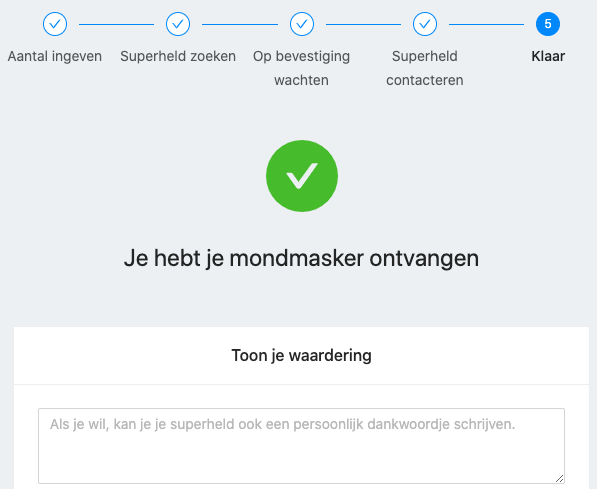 5
Aantal ingeven Superheld zoeken Op bevestiging Superheld Klaar
wachten contacteren
Je hebt je mondmasker ontvangen
Toon je waardering
Als je wil, kan je je superheld ook een persoonlijk dankwoordje schrijven.